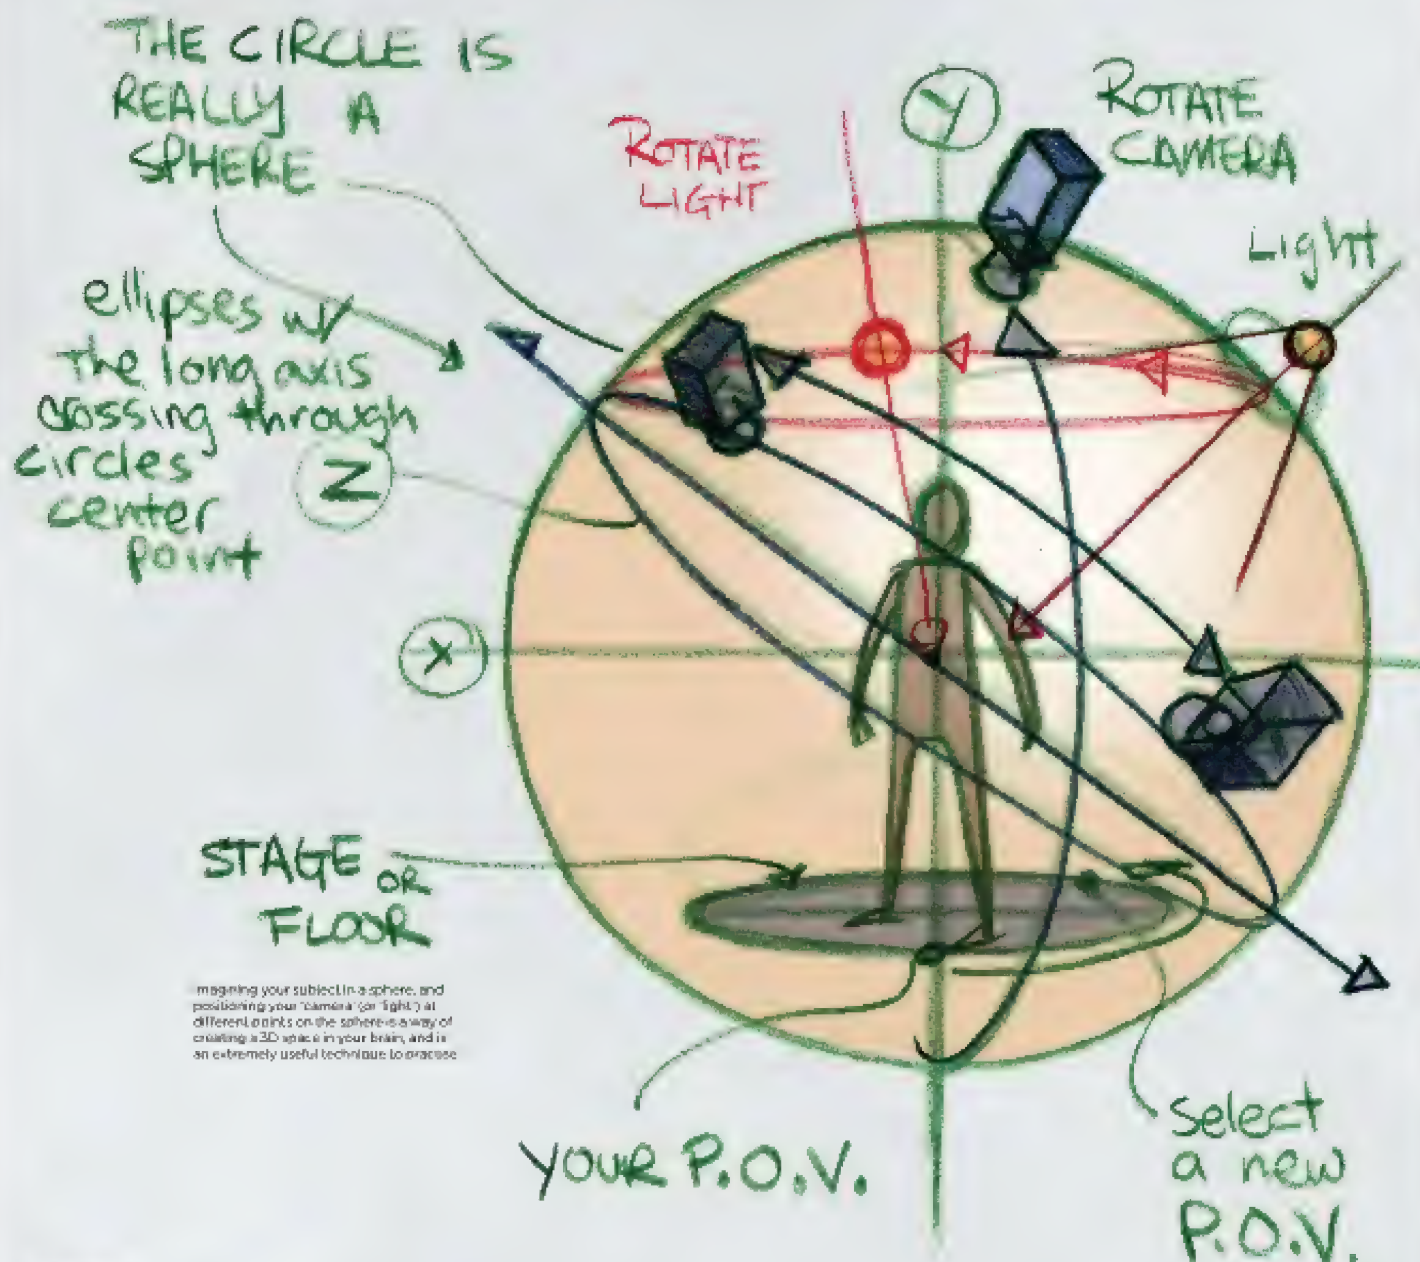 THE CIRCLE IS
REALLY A
SPHERE
ROTATE
LIGHT
Y
ROTATE
CAMERA
Light
ellipses w/
the long axis
crossing through
circles
center
point
Z
X
STAGE OR
FLOOR
Imagining your subject in a sphere, and
positioning your 'camera' (or 'light') at
different points on the sphere is a way of
creating a 3D space in your brain, and is
an extremely useful technique to practise
YOUR P.O.V.
Select
a new
P.O.V.